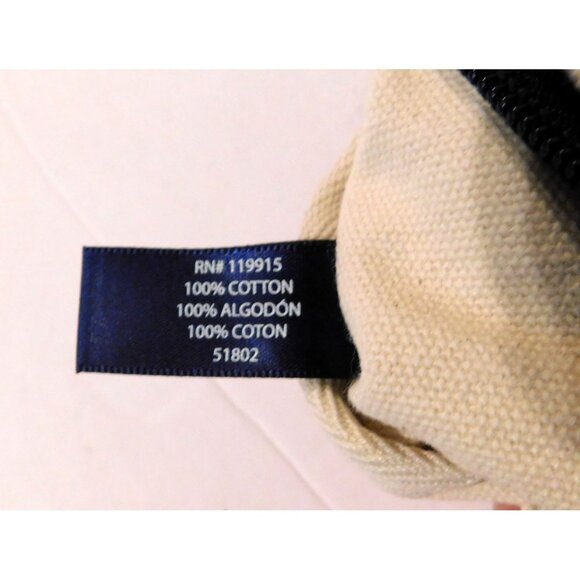 RN# 119915
100% COTTON
100% ALGODÓN
100% COTON
51802